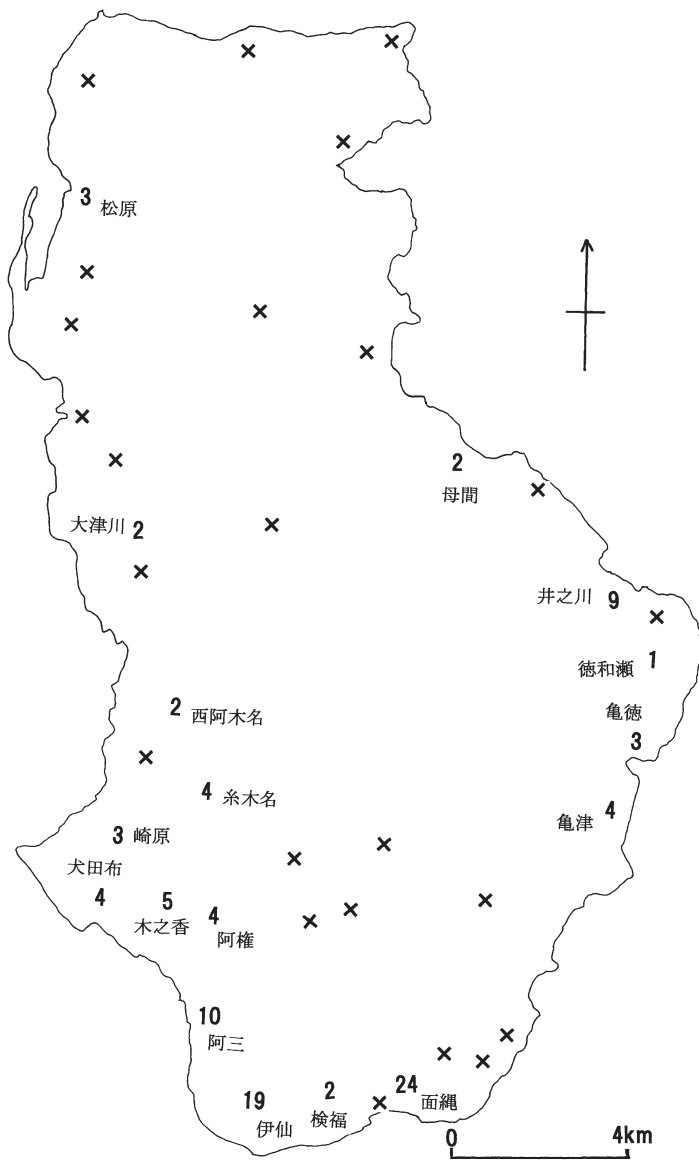 3 松原
2
母間
大津川 2
井之川 9
徳和瀬 1
亀徳
3
2 西阿木名
4 糸木名
亀津 4
3 崎原
犬田布
4
5
木之香
4
阿権
10
阿三
19
伊仙
2
検福
24
面縄
0 4km